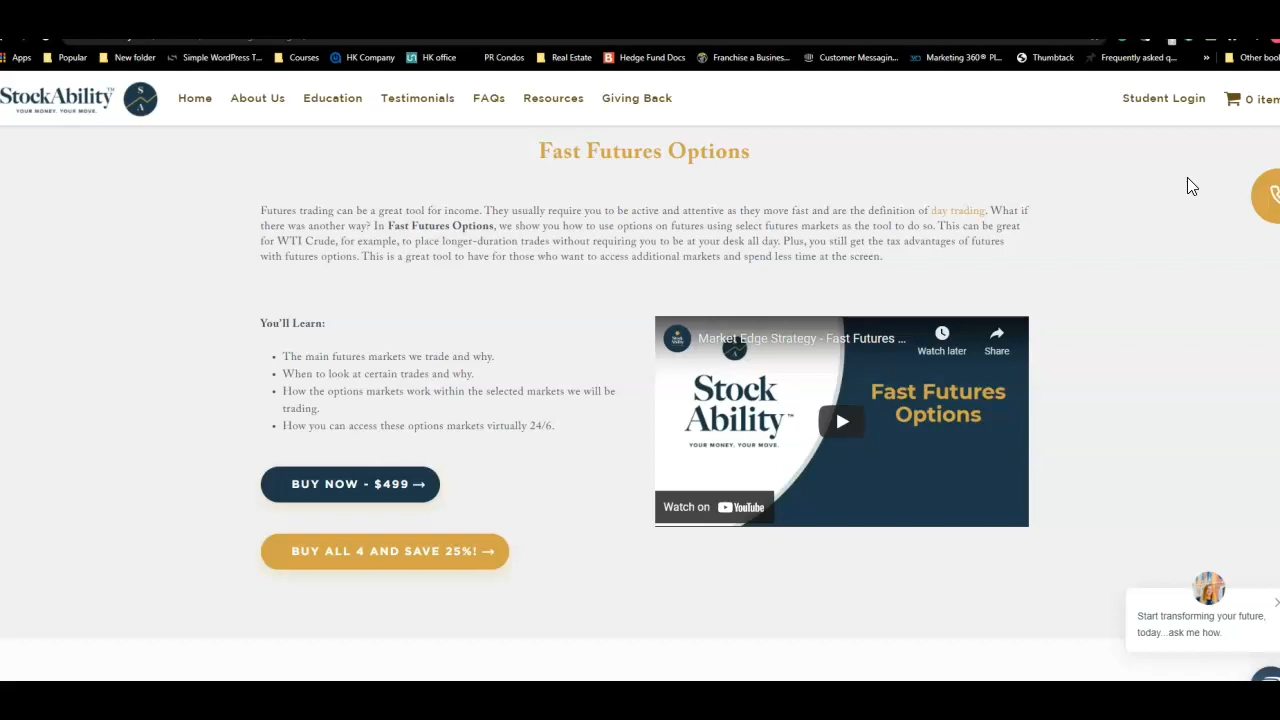 Apps Popular New folder Simple WordPress T... Courses HK Company HK office PR Condos Real Estate Hedge Fund Docs Franchise a Busines... Customer Messagin... Marketing 360® Pl... Thumbtack Frequently asked q... » Other
StockAbility™
YOUR MONEY. YOUR MOVE.
S A
Home About Us Education Testimonials FAQs Resources Giving Back Student Login 0
Fast Futures Options
Futures trading can be a great tool for income. They usually require you to be active and attentive as they move fast and are the definition of day trading. What if
there was another way? In Fast Futures Options, we show you how to use options on futures using select futures markets as the tool to do so. This can be great
for WTI Crude, for example, to place longer-duration trades without requiring you to be at your desk all day. Plus, you still get the tax advantages of futures
with futures options. This is a great tool to have for those who want to access additional markets and spend less time at the screen.
You'll Learn:
• The main futures markets we trade and why.
• When to look at certain trades and why.
• How the options markets work within the selected markets we will be
trading.
• How you can access these options markets virtually 24/6.
BUY NOW - $499 →
BUY ALL 4 AND SAVE 25%! →
Market Edge Strategy - Fast Futures ...
Watch later Share
Stock
Ability™
YOUR MONEY. YOUR MOVE.
Fast Futures
Options
Watch on YouTube
Start transforming your future,
today...ask me how.